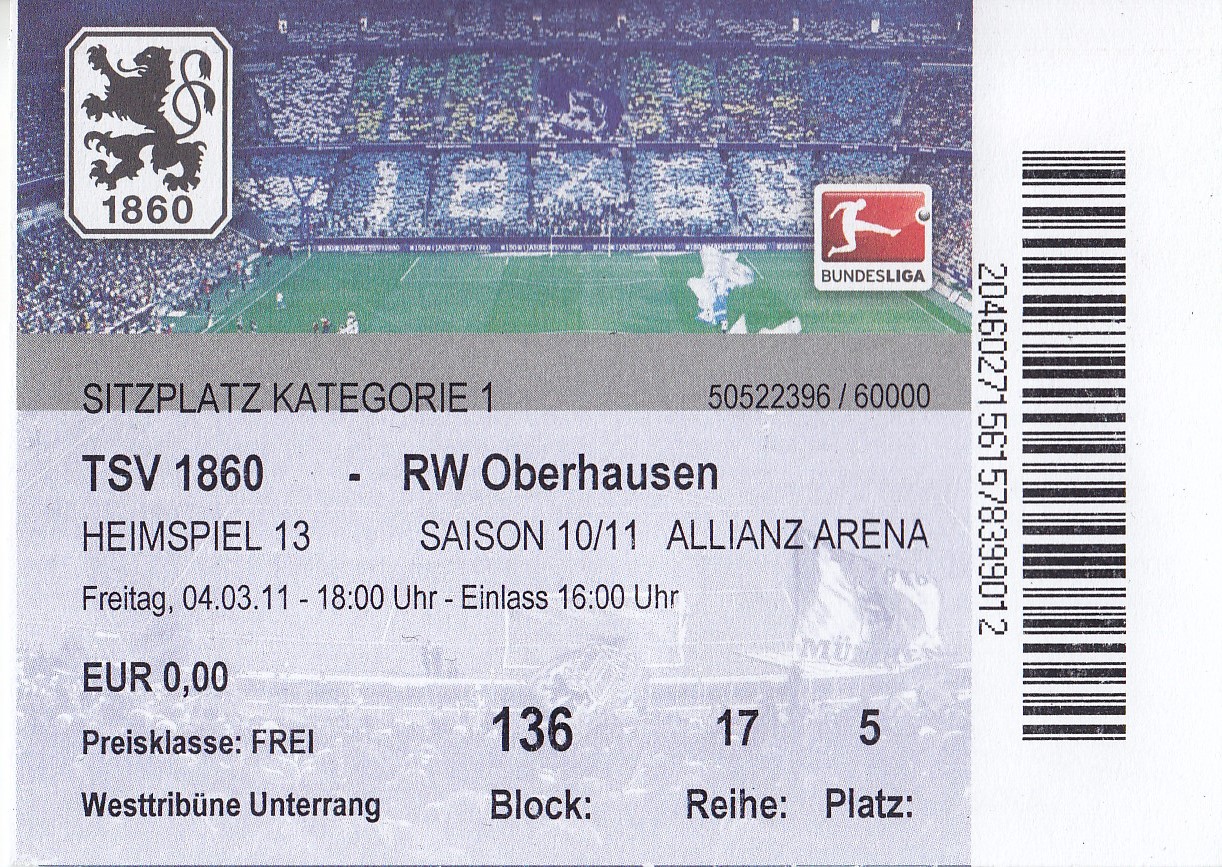 1860
BUNDESLIGA
SITZPLATZ KATEGORIE 1 50522396 / 60000
TSV 1860 - RW Oberhausen
HEIMSPIEL 13 SAISON 10/11 ALLIANZ ARENA
Freitag, 04.03.11 - 18:00 Uhr - Einlass 16:00 Uhr
EUR 0,00
Preisklasse: FREI 136 17 5
Westtribüne Unterrang Block: Reihe: Platz:
2046027156157839901 2